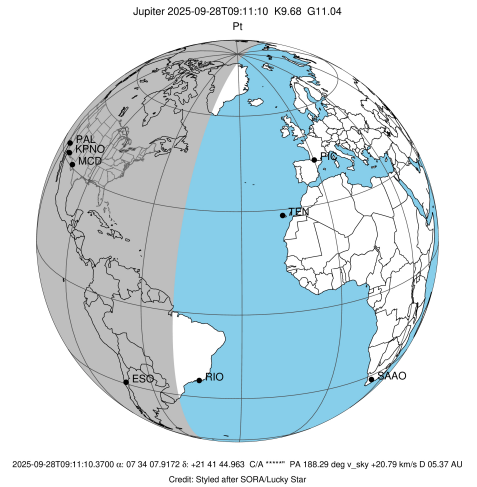 Jupiter 2025-09-28T09:11:10 K9.68 G11.04
Pt
PAL
KPNO
MCD
PIC
TEN
ESO
RIO
SAAO
2025-09-28T09:11:10.3700 α: 07 34 07.9172 δ: +21 41 44.963 C/A *****" PA 188.29 deg v_sky +20.79 km/s D 05.37 AU
Credit: Styled after SORA/Lucky Star